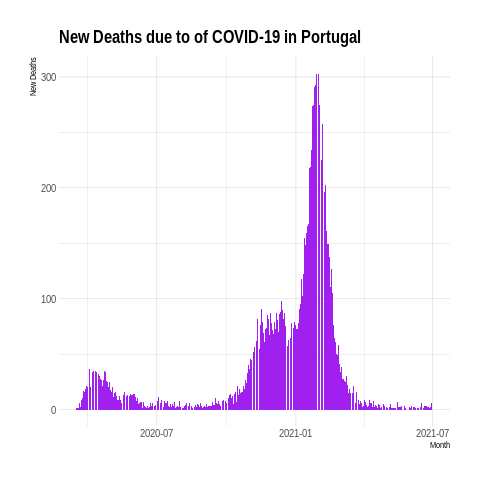 New Deaths due to of COVID-19 in Portugal
New Deaths
300
200
100
0
2020-07
2021-01
2021-07
Month